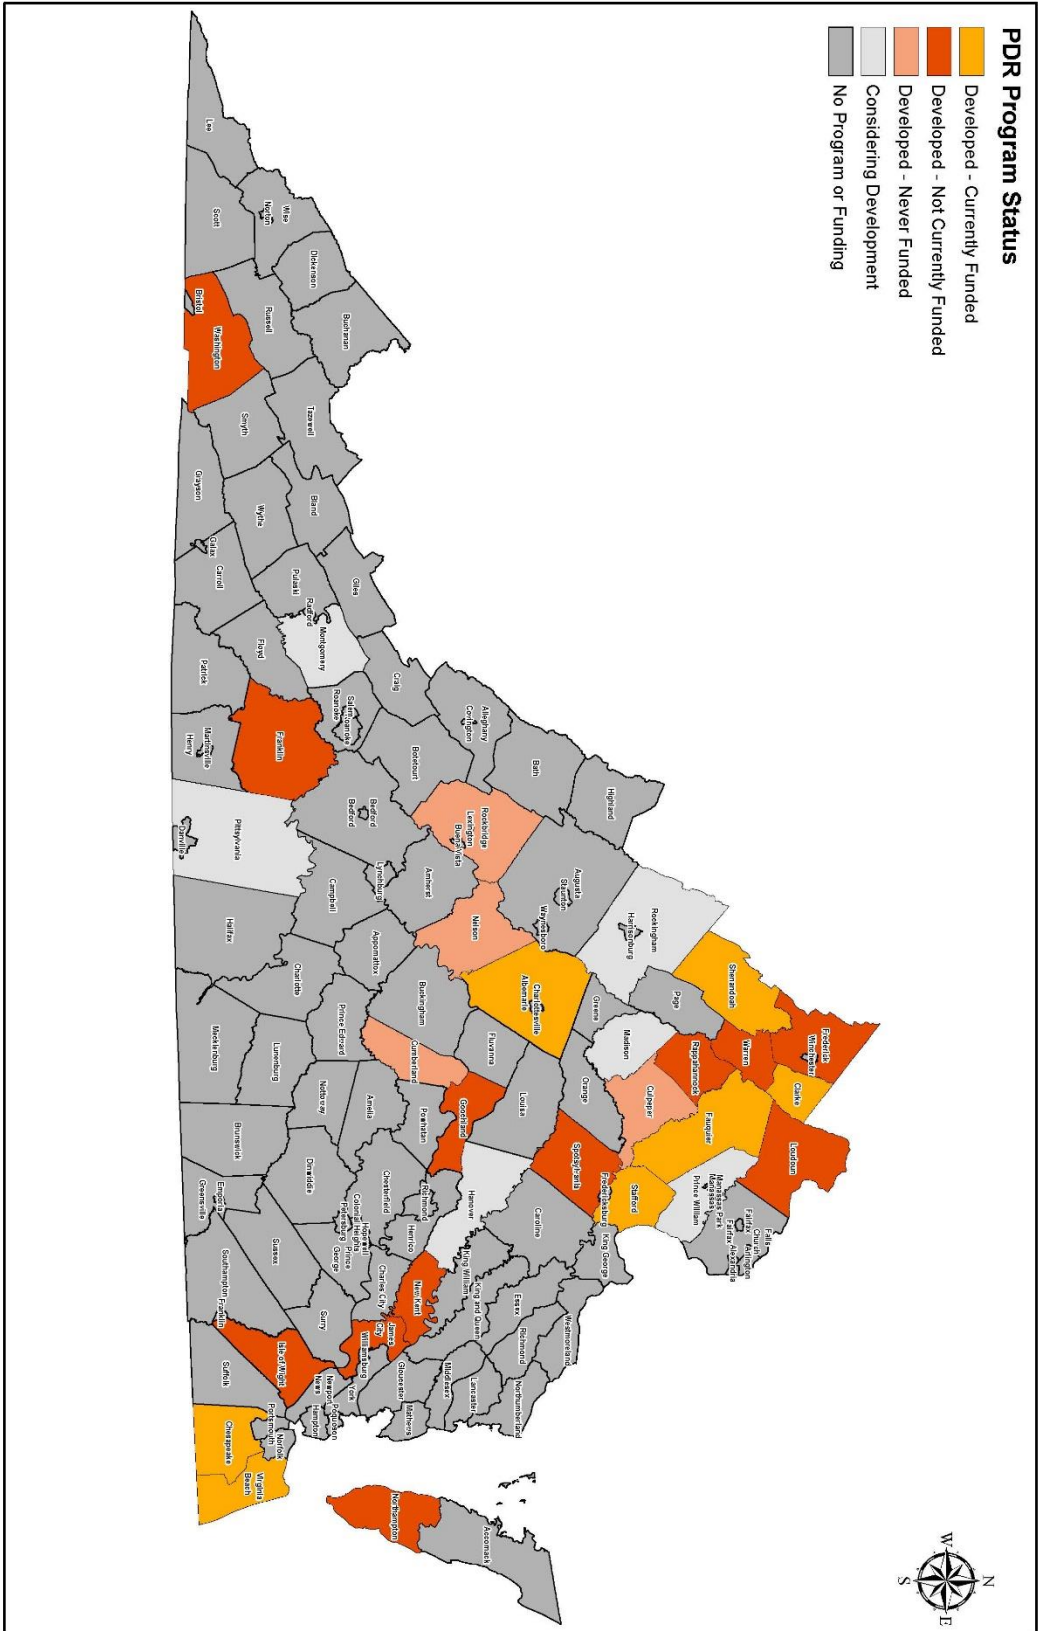 PDR Program Status
Developed - Currently Funded
Developed - Not Currently Funded
Developed - Never Funded
Considering Development
No Program or Funding
N
W
E
S
Frederick
Winchester
Clarke
Loudoun
Warren
Shenandoah
Fauquier
Rappahannock
Page
Rockingham
Harrisonburg
Falls
Church
Arlington
Fairfax
Fairfax
Alexandria
Manassas Park
Manassas
Prince William
Culpeper
Madison
Greene
Stafford
Fredericksburg
King George
Spotsylvania
Orange
Highland
Augusta
Staunton
Waynesboro
Bath
Charlottesville
Albemarle
Louisa
Caroline
Westmoreland
Essex
Richmond
Northumberland
Accomack
Alleghany
Covington
Rockbridge
Lexington
Buena Vista
Nelson
Fluvanna
Goochland
Hanover
King William
King and Queen
Lancaster
Middlesex
Botetourt
Amherst
Buckingham
Cumberland
Powhatan
Richmond
Henrico
New Kent
Gloucester
Mathews
Northampton
Craig
Buchanan
Giles
Bedford
Bedford
Lynchburg
Appomattox
Amelia
Chesterfield
Charles City
James
City
Williamsburg
York
Salem
Roanoke
Roanoke
Campbell
Prince Edward
Colonial Heights
Hopewell
Petersburg
Prince
George
Newport
News
Poquoson
Hampton
Dickenson
Tazewell
Bland
Montgomery
Radford
Pulaski
Charlotte
Nottoway
Dinwiddie
Surry
Isle of Wight
Wise
Norton
Russell
Wythe
Floyd
Franklin
Pittsylvania
Lunenburg
Sussex
Norfolk
Portsmouth
Virginia
Beach
Lee
Scott
Washington
Bristol
Smyth
Grayson
Galax
Carroll
Patrick
Martinsville
Henry
Danville
Halifax
Mecklenburg
Brunswick
Emporia
Greensville
Southampton
Franklin
Suffolk
Chesapeake